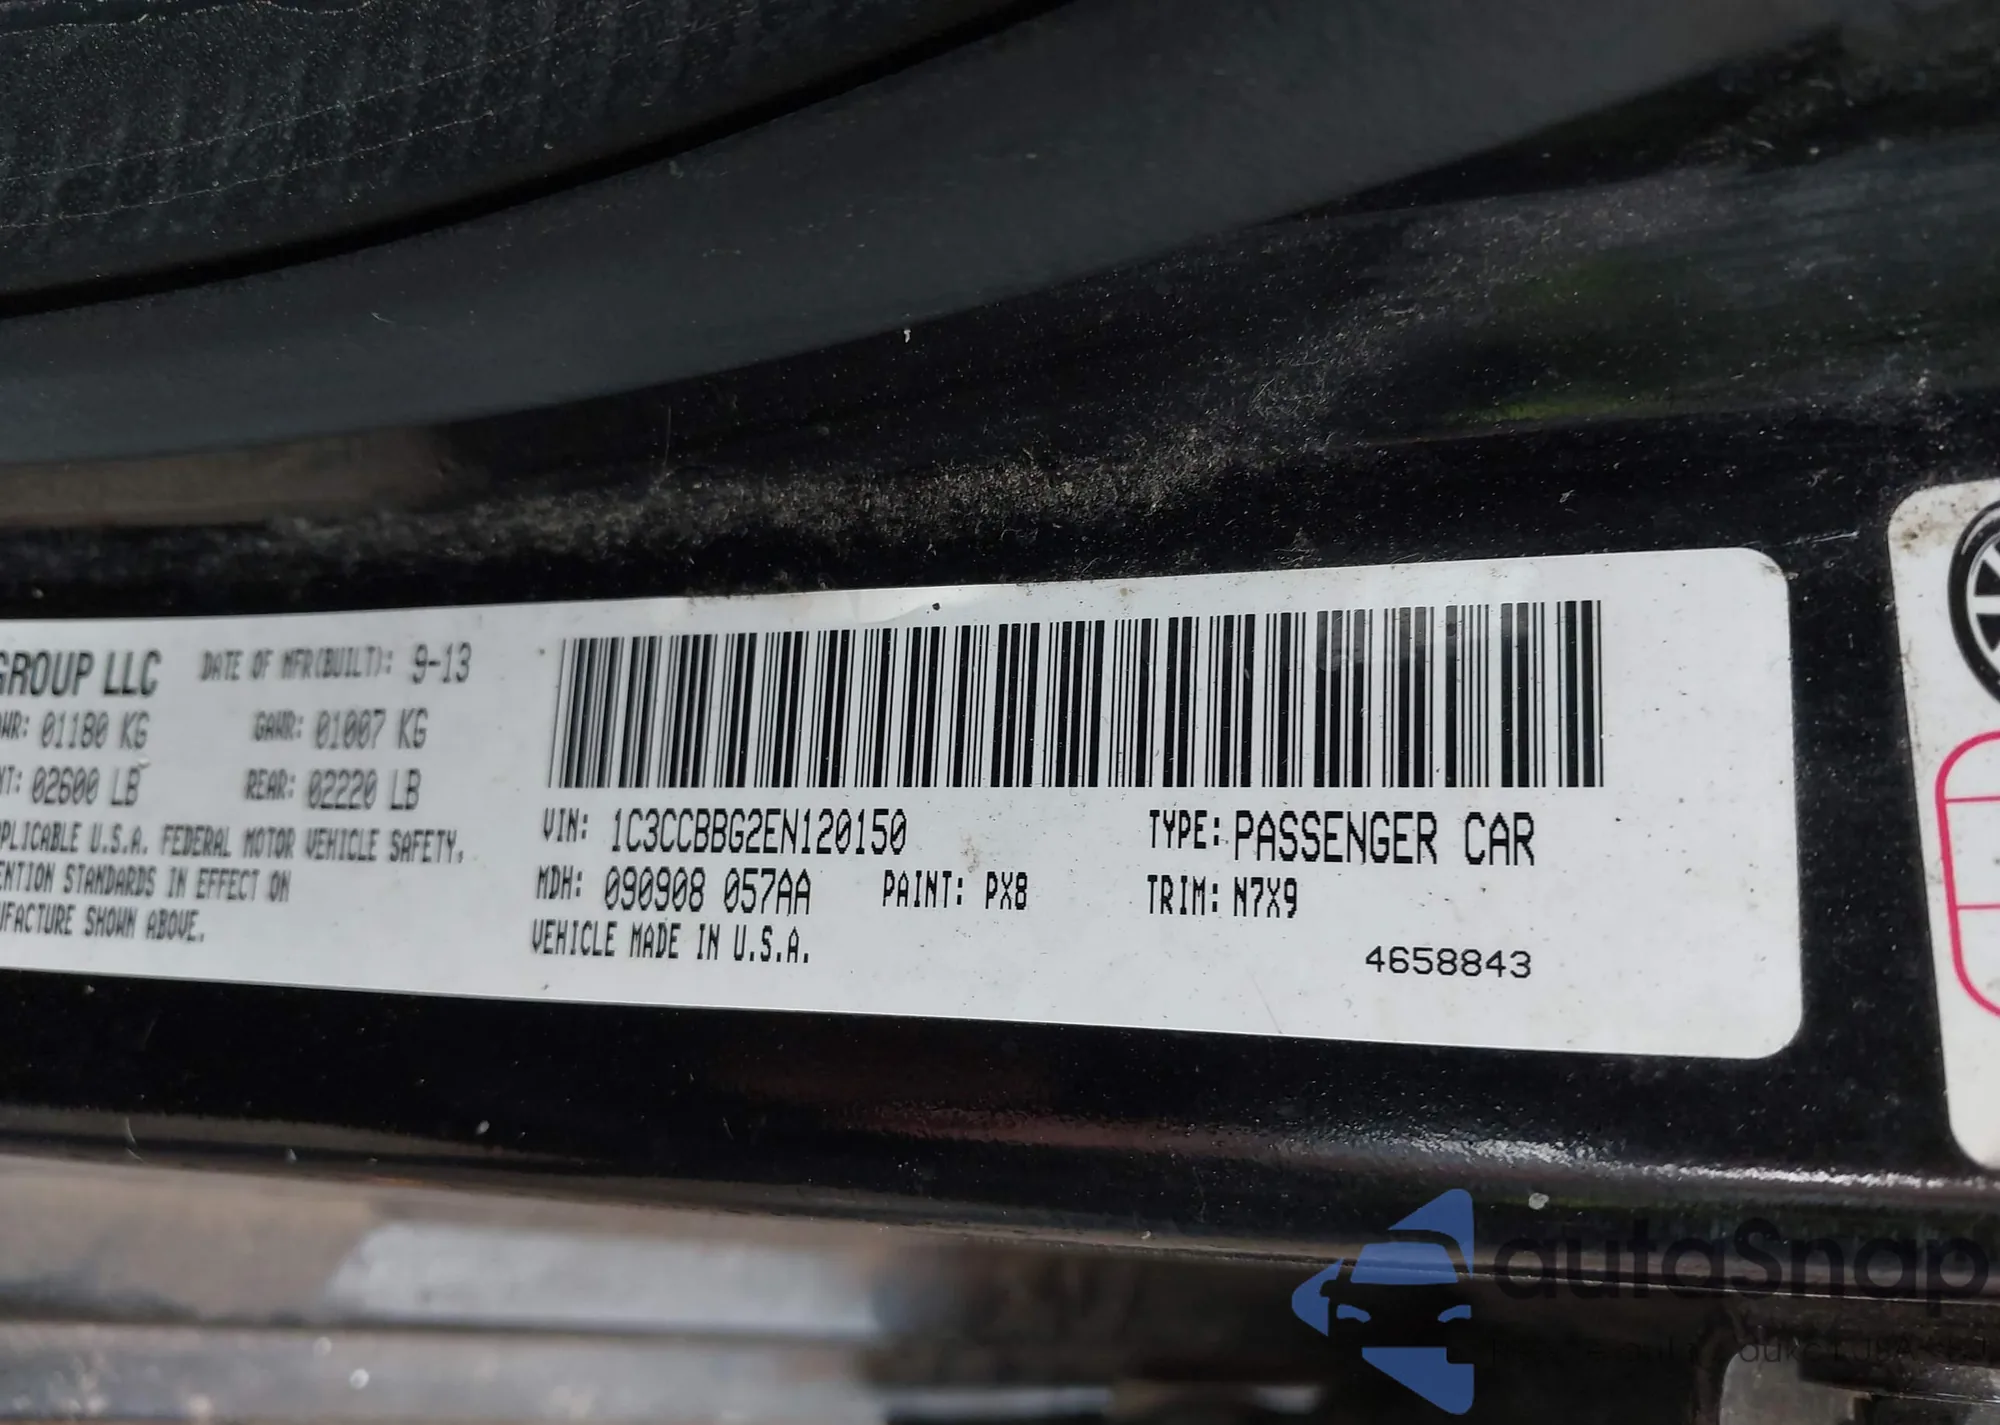 GROUP LLC DATE OF MFR(BUILT): 9-13
WR: 01180 KG GAWR: 01007 KG
NT: 02600 LB REAR: 02220 LB
PLICABLE U.S.A. FEDERAL MOTOR VEHICLE SAFETY,
ENTION STANDARDS IN EFFECT ON
UFACTURE SHOWN ABOVE.
VIN: 1C3CCBBG2EN120150 TYPE: PASSENGER CAR
MDH: 090908 057AA PAINT: PX8 TRIM: N7X9
VEHICLE MADE IN U.S.A.
4658843
autaSnap